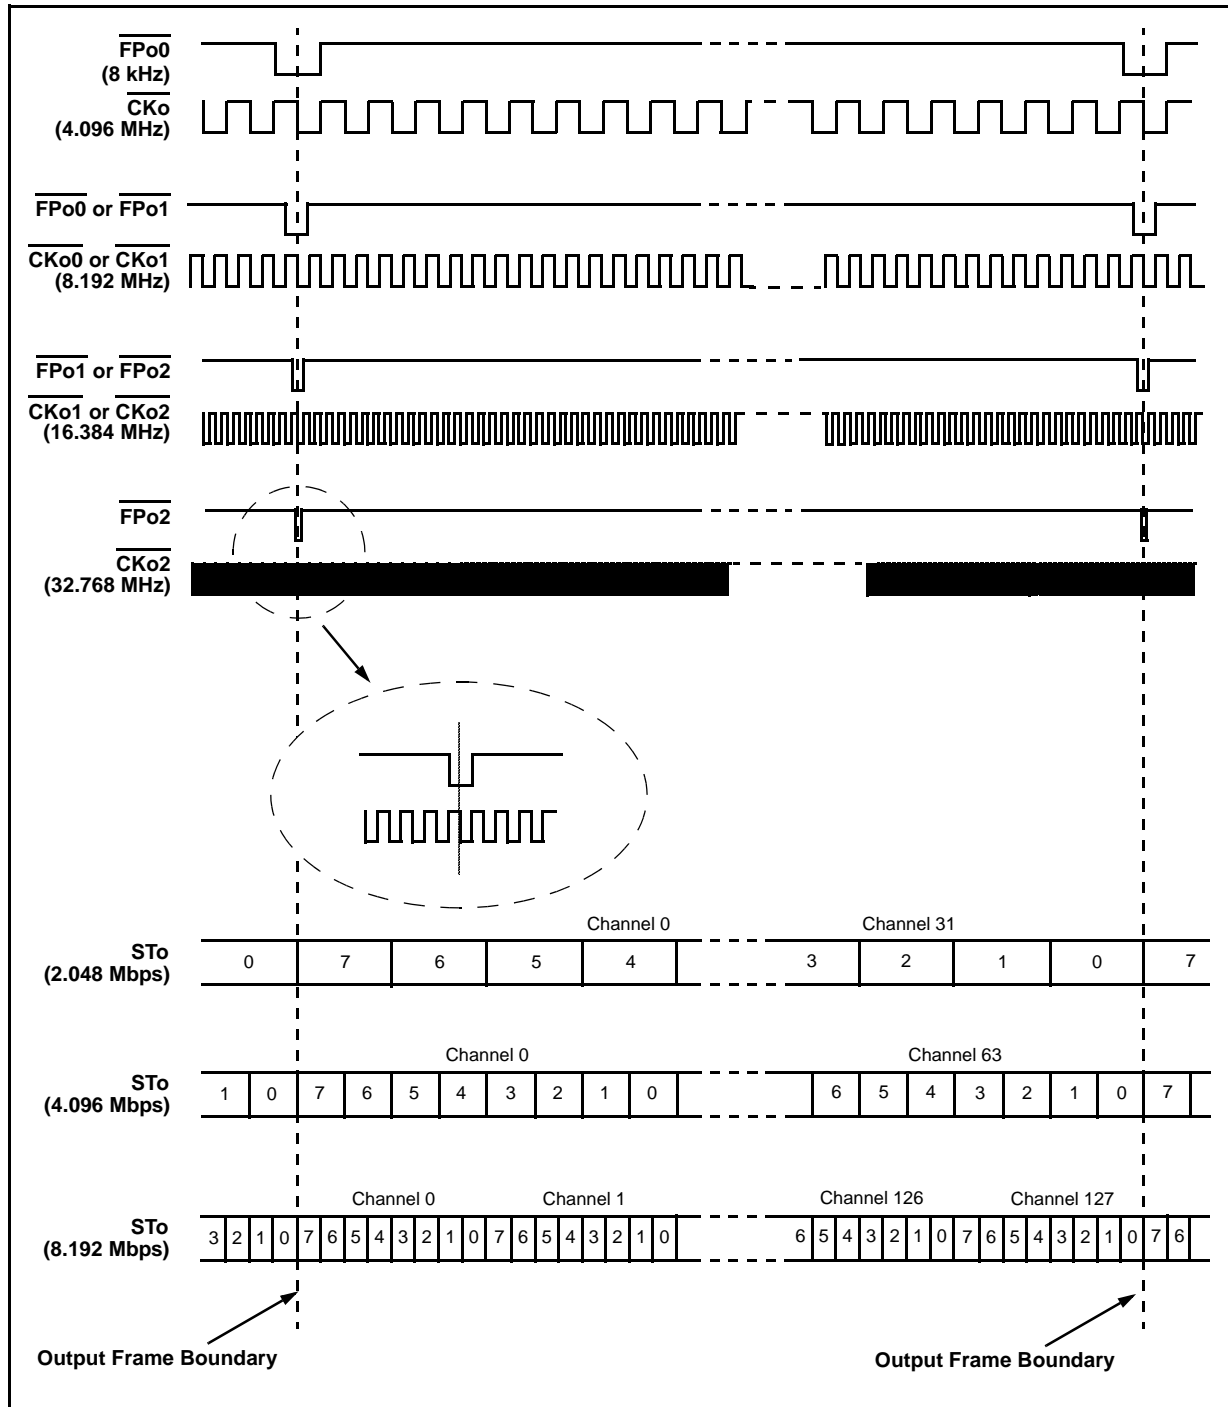 FPo0
(8 kHz)
CKo
(4.096 MHz)
FPo0 or FPo1
CKo0 or CKo1
(8.192 MHz)
FPo1 or FPo2
CKo1 or CKo2
(16.384 MHz)
FPo2
CKo2
(32.768 MHz)
Channel 0 Channel 31
STo
(2.048 Mbps)
0 7 6 5 4 3 2 1 0 7
Channel 0 Channel 63
STo
(4.096 Mbps)
1 0 7 6 5 4 3 2 1 0 6 5 4 3 2 1 0 7
Channel 0 Channel 1 Channel 126 Channel 127
STo
(8.192 Mbps)
3 2 1 0 7 6 5 4 3 2 1 0 7 6 5 4 3 2 1 0 6 5 4 3 2 1 0 7 6 5 4 3 2 1 0 7 6
Output Frame Boundary Output Frame Boundary